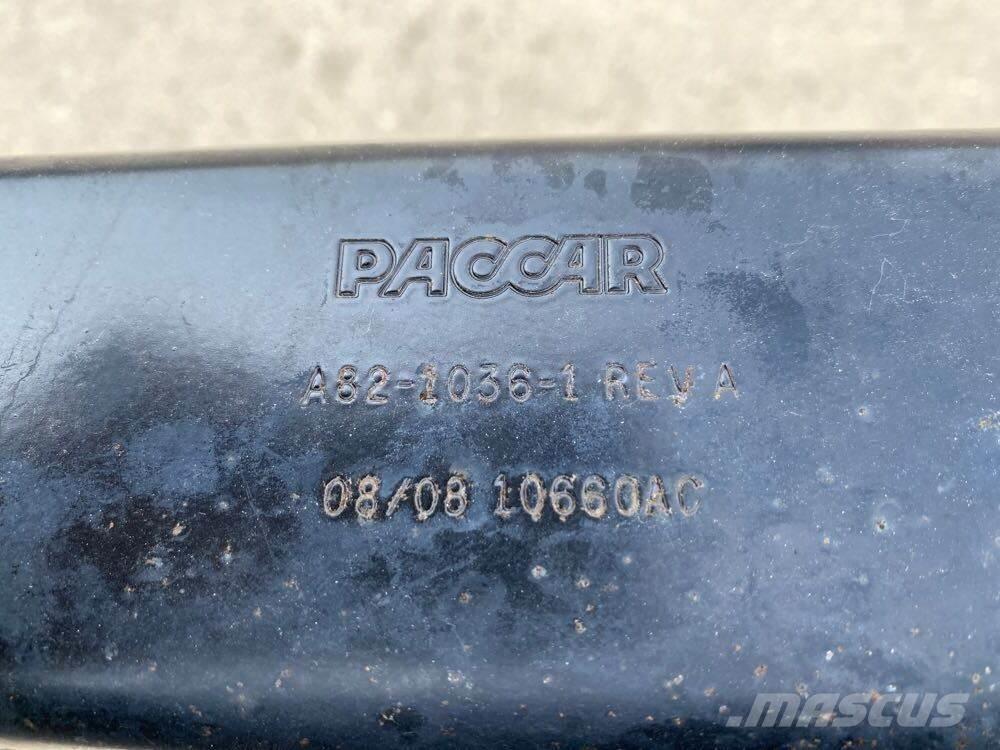 PACCAR
A82-1036-1 REV A
08/08 10660AC
mascus